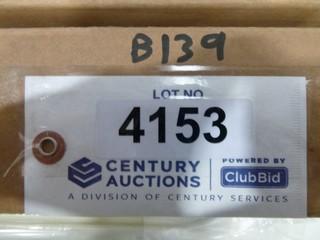 B139
LOT NO
4153
CENTURY AUCTIONS
POWERED BY
ClubBid
A DIVISION OF CENTURY SERVICES